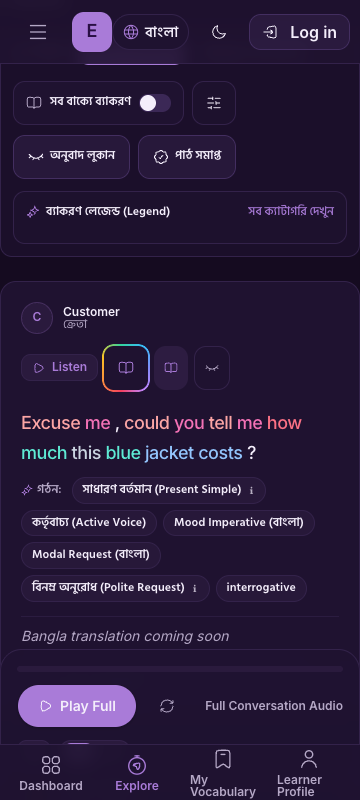 E
বাংলা
Log in
সব বাক্যে ব্যাকরণ
অনুবাদ লুকান
পাঠ সমাপ্ত
ব্যাকরণ লেজেন্ড (Legend)
সব ক্যাটাগরি দেখুন
C
Customer
ক্রেতা
Listen
Excuse me , could you tell me how
much this blue jacket costs ?
গঠন:
সাধারণ বর্তমান (Present Simple) i
কর্তৃবাচ্য (Active Voice)
Mood Imperative (বাংলা)
Modal Request (বাংলা)
বিনম্র অনুরোধ (Polite Request) i
interrogative
Bangla translation coming soon
Play Full
Full Conversation Audio
Dashboard
Explore
My
Vocabulary
Learner
Profile